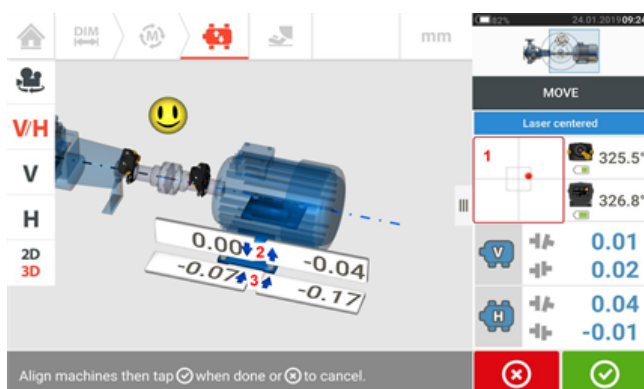 DIM
M
mm
82%
24.01.2019 09:24
MOVE
Laser centered
V/H
V
H
2D
3D
1
325.5°
326.8°
0.00
2
-0.04
-0.07
3
-0.17
V
0.01
0.02
H
0.04
-0.01
Align machines then tap when done or to cancel.